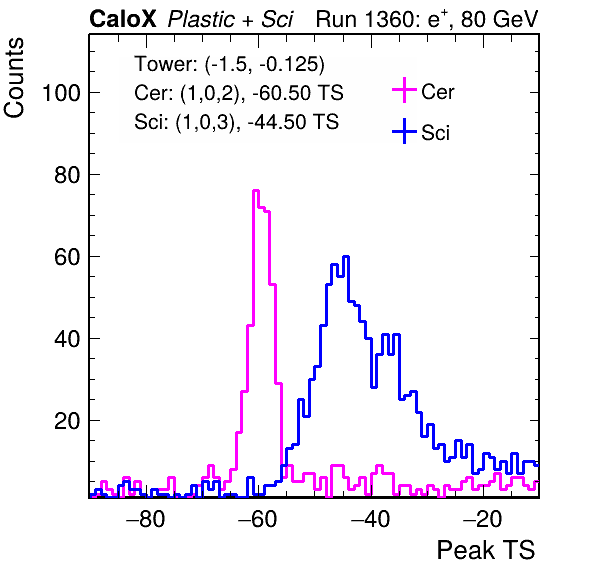 CaloX Plastic + Sci Run 1360: e+, 80 GeV
Counts
Tower: (-1.5, -0.125)
Cer: (1,0,2), -60.50 TS
Sci: (1,0,3), -44.50 TS
Cer
Sci
100
80
60
40
20
−80 −60 −40 −20
Peak TS